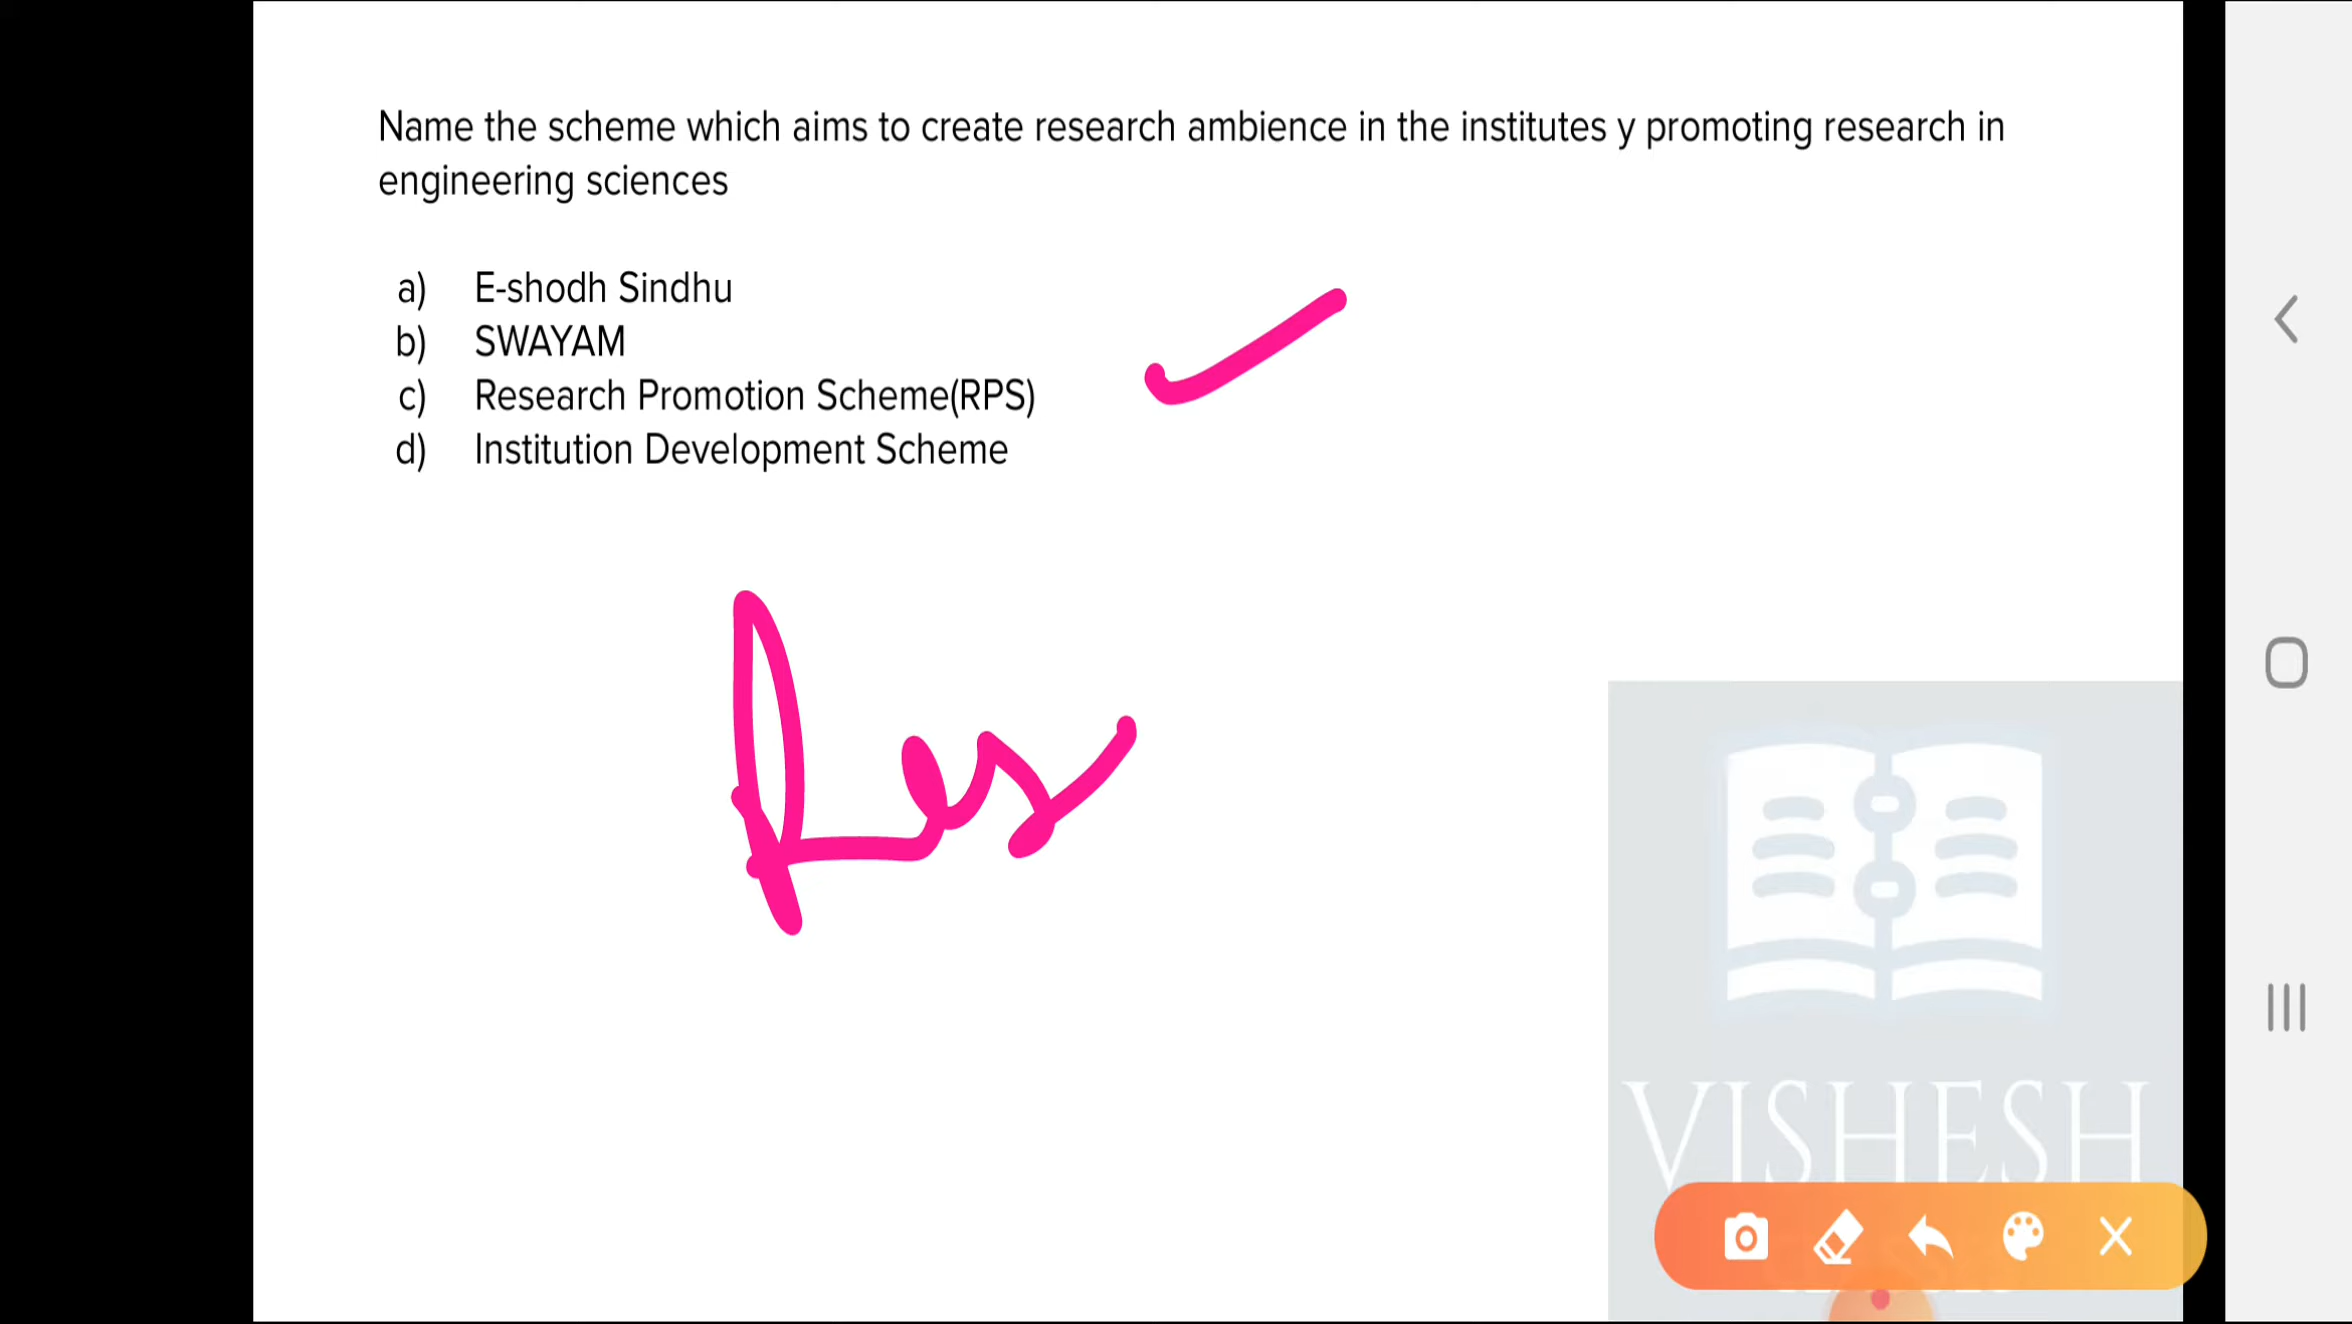 Name the scheme which aims to create research ambience in the institutes y promoting research in
engineering sciences
a) E-shodh Sindhu
b) SWAYAM
c) Research Promotion Scheme(RPS)
d) Institution Development Scheme
Res
VISHESH